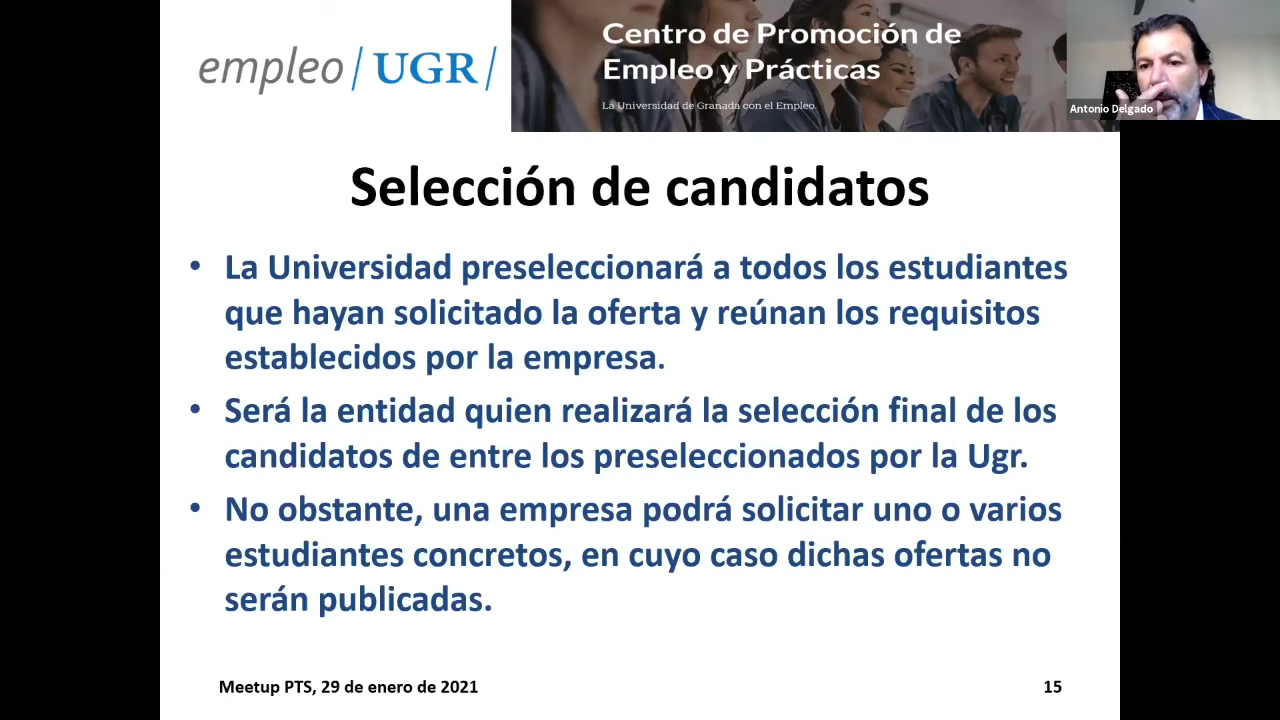 empleo/UGR/
Centro de Promoción de
Empleo y Prácticas
La Universidad de Granada con el Empleo.
Antonio Delgado
Selección de candidatos
• La Universidad preseleccionará a todos los estudiantes
que hayan solicitado la oferta y reúnan los requisitos
establecidos por la empresa.
• Será la entidad quien realizará la selección final de los
candidatos de entre los preseleccionados por la Ugr.
• No obstante, una empresa podrá solicitar uno o varios
estudiantes concretos, en cuyo caso dichas ofertas no
serán publicadas.
Meetup PTS, 29 de enero de 2021
15